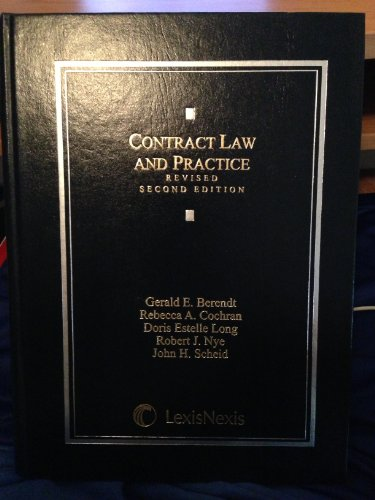 CONTRACT LAW
AND PRACTICE
REVISED
SECOND EDITION
Gerald E. Berendt
Rebecca A. Cochran
Doris Estelle Long
Robert J. Nye
John H. Scheid
LexisNexis